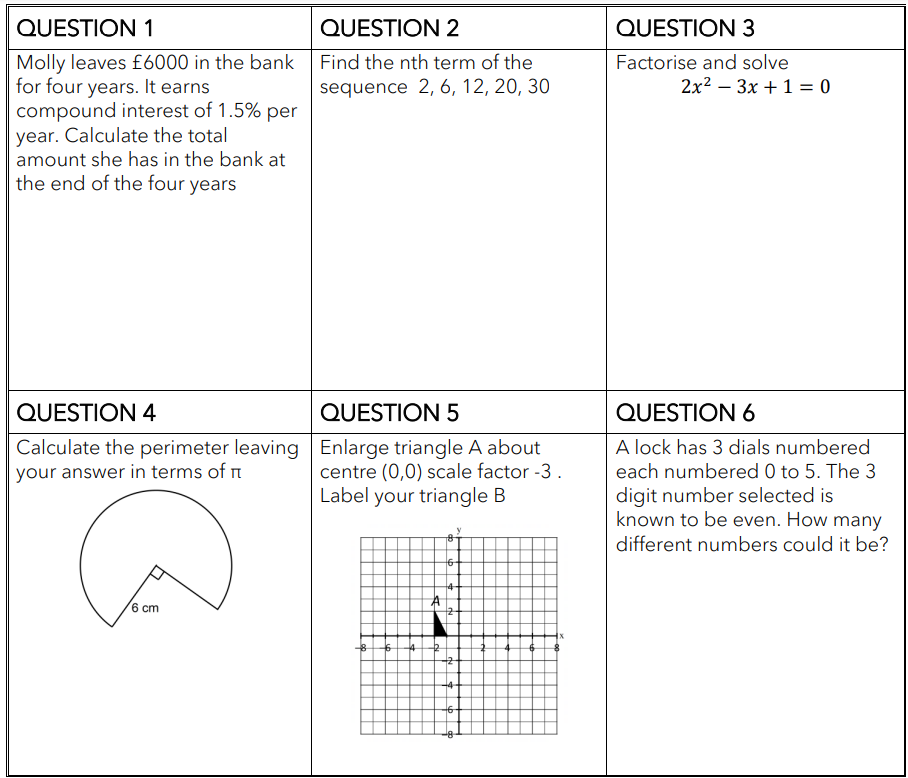 QUESTION 1
Molly leaves £6000 in the bank
for four years. It earns
compound interest of 1.5% per
year. Calculate the total
amount she has in the bank at
the end of the four years
QUESTION 2
Find the nth term of the
sequence 2, 6, 12, 20, 30
QUESTION 3
Factorise and solve
2x² − 3x + 1 = 0
QUESTION 4
Calculate the perimeter leaving
your answer in terms of π
6 cm
QUESTION 5
Enlarge triangle A about
centre (0,0) scale factor -3 .
Label your triangle B
y
8
6
4
A
2
x
-8 -6 -4 -2 2 4 6 8
-2
-4
-6
-8
QUESTION 6
A lock has 3 dials numbered
each numbered 0 to 5. The 3
digit number selected is
known to be even. How many
different numbers could it be?